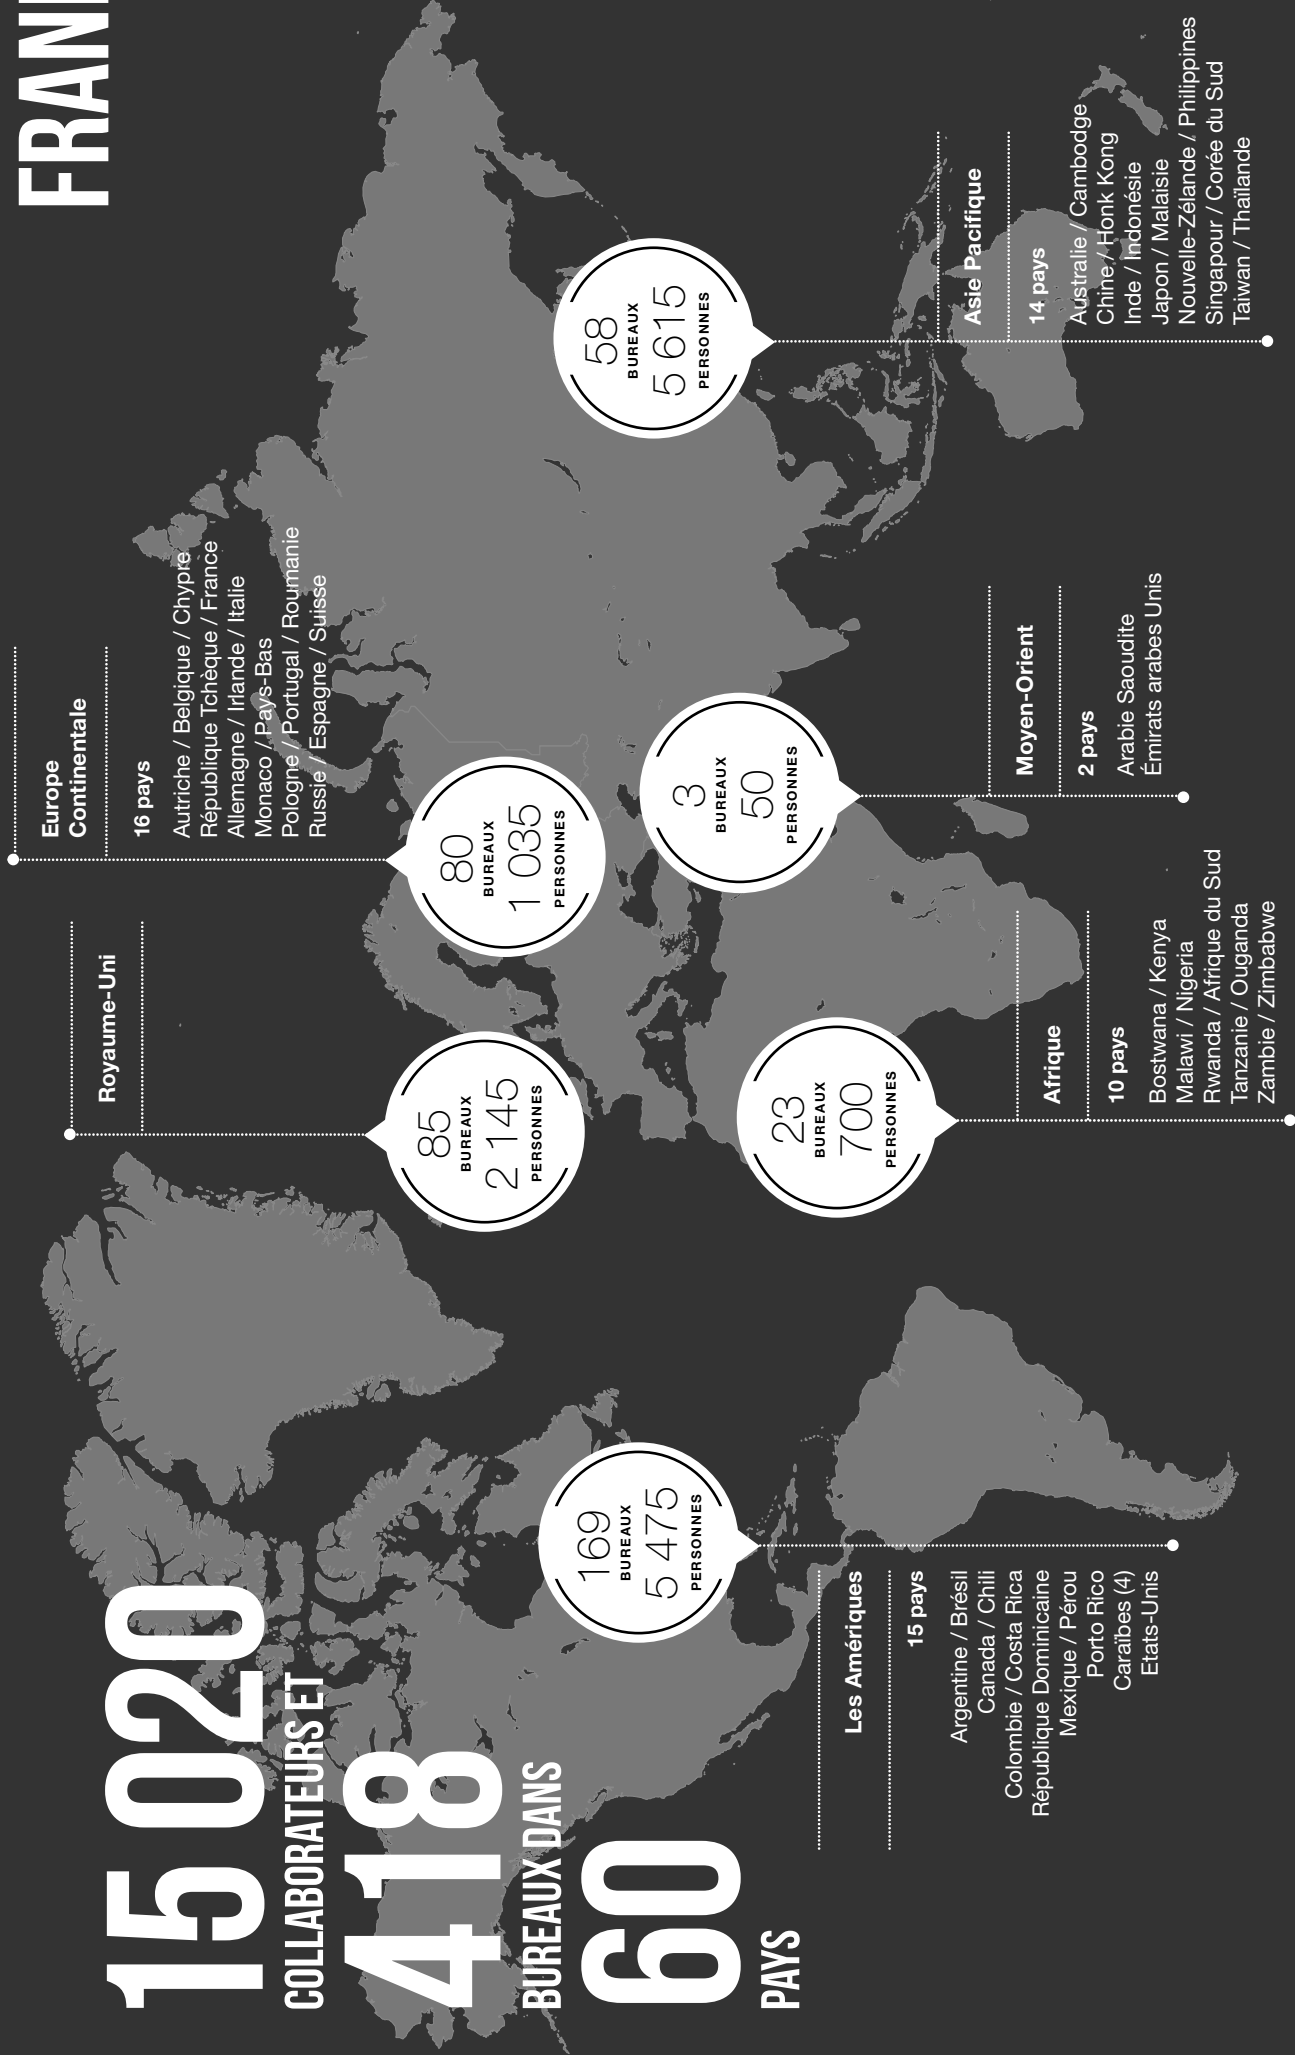 15 020
COLLABORATEURS ET
418
BUREAUX DANS
60
PAYS
Les Amériques
15 pays
Argentine / Brésil
Canada / Chili
Colombie / Costa Rica
République Dominicaine
Mexique / Pérou
Porto Rico
Caraïbes (4)
Etats-Unis
169
BUREAUX
5 475
PERSONNES
Royaume-Uni
85
BUREAUX
2 145
PERSONNES
23
BUREAUX
700
PERSONNES
Afrique
10 pays
Bostwana / Kenya
Malawi / Nigeria
Rwanda / Afrique du Sud
Tanzanie / Ouganda
Zambie / Zimbabwe
Europe
Continentale
16 pays
Autriche / Belgique / Chypre
République Tchèque / France
Allemagne / Irlande / Italie
Monaco / Pays-Bas
Pologne / Portugal / Roumanie
Russie / Espagne / Suisse
80
BUREAUX
1 035
PERSONNES
3
BUREAUX
50
PERSONNES
Moyen-Orient
2 pays
Arabie Saoudite
Émirats arabes Unis
58
BUREAUX
5 615
PERSONNES
Asie Pacifique
14 pays
Australie / Cambodge
Chine / Honk Kong
Inde / Indonésie
Japon / Malaisie
Nouvelle-Zélande / Philippines
Singapour / Corée du Sud
Taiwan / Thaïlande